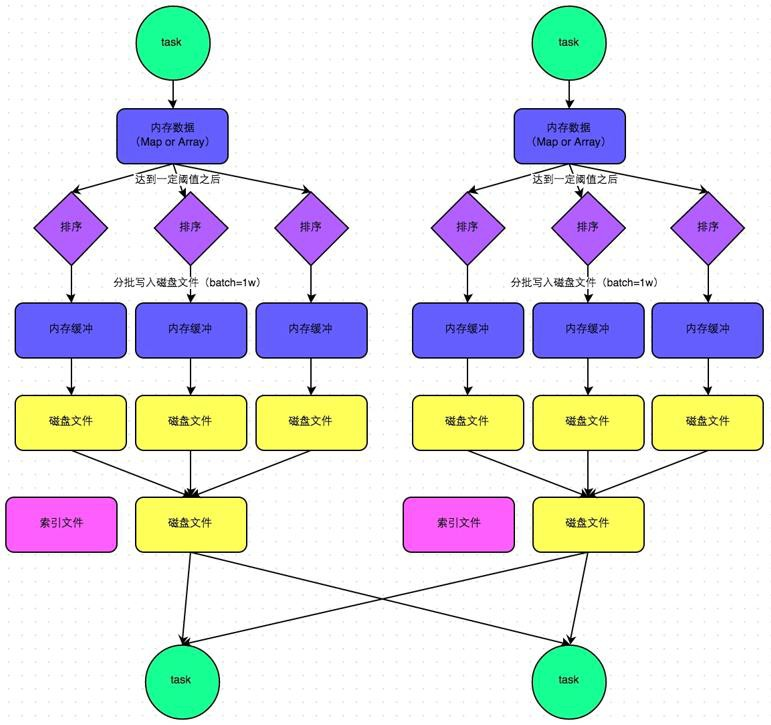 task
task
内存数据
（Map or Array）
内存数据
（Map or Array）
达到一定阈值之后
达到一定阈值之后
排序
排序
排序
排序
排序
排序
分批写入磁盘文件（batch=1w）
分批写入磁盘文件（batch=1w）
内存缓冲
内存缓冲
内存缓冲
内存缓冲
内存缓冲
内存缓冲
磁盘文件
磁盘文件
磁盘文件
磁盘文件
磁盘文件
磁盘文件
索引文件
磁盘文件
索引文件
磁盘文件
task
task